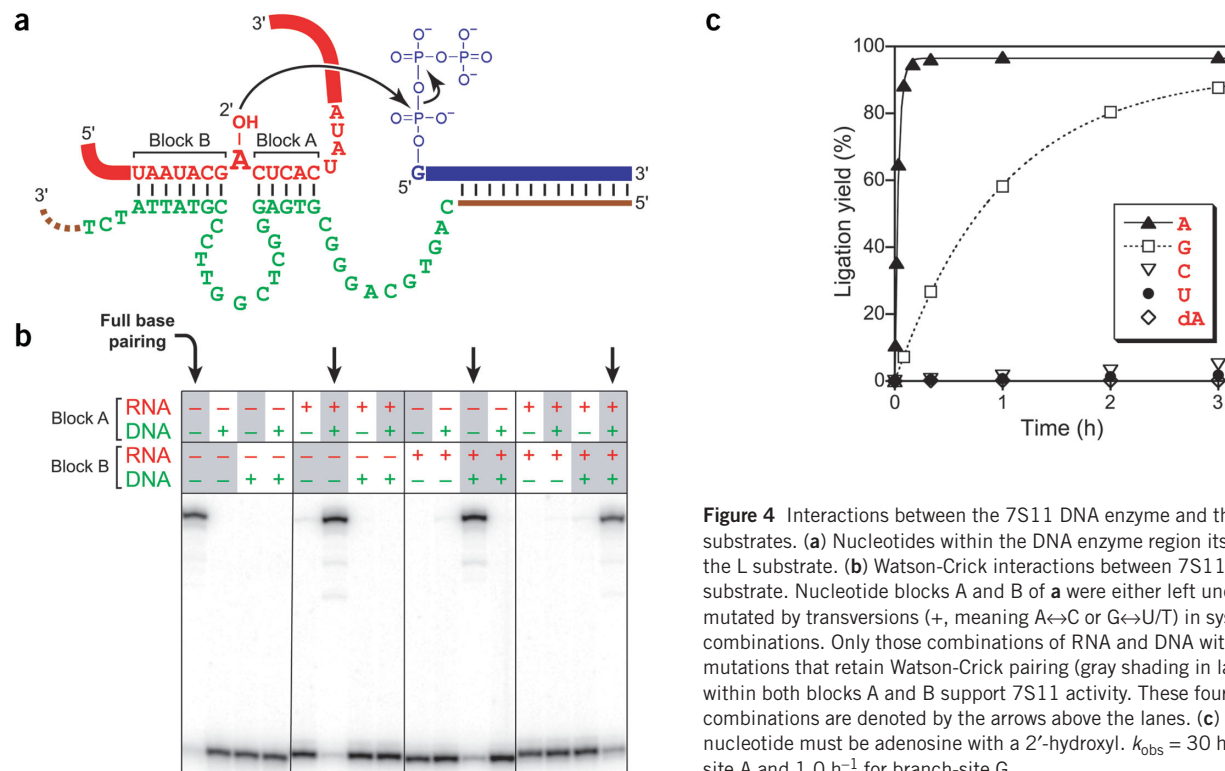 a
3'
5'
Block B
2'
OH
A
Block A
UAAUACG
CUCAC
UAUA
O⁻
O=P–O–P=O
O⁻
O
O=P–O⁻
O
G
5'
3'
5'
3'
TCT
ATTATGC
CCTTGGCTCGG
GAGTG
CGGGACGTGAC
b
Full base
pairing
Block A
RNA – – – – + + + + – – – – + + + +
DNA – + – + – + – + – + – + – + – +
Block B
RNA – – – – – – – – + + + + + + + +
DNA – – + + – – + + – – + + – – + +
c
Ligation yield (%)
100
80
60
40
20
0
0 1 2 3
Time (h)
A
G
C
U
dA
Figure 4 Interactions between the 7S11 DNA enzyme and th
substrates. (a) Nucleotides within the DNA enzyme region its
the L substrate. (b) Watson-Crick interactions between 7S11
substrate. Nucleotide blocks A and B of a were either left un
mutated by transversions (+, meaning A↔C or G↔U/T) in sys
combinations. Only those combinations of RNA and DNA wit
mutations that retain Watson-Crick pairing (gray shading in la
within both blocks A and B support 7S11 activity. These four
combinations are denoted by the arrows above the lanes. (c)
nucleotide must be adenosine with a 2′-hydroxyl. k_obs = 30 h
site A and 1.0 h⁻¹ for branch-site G.